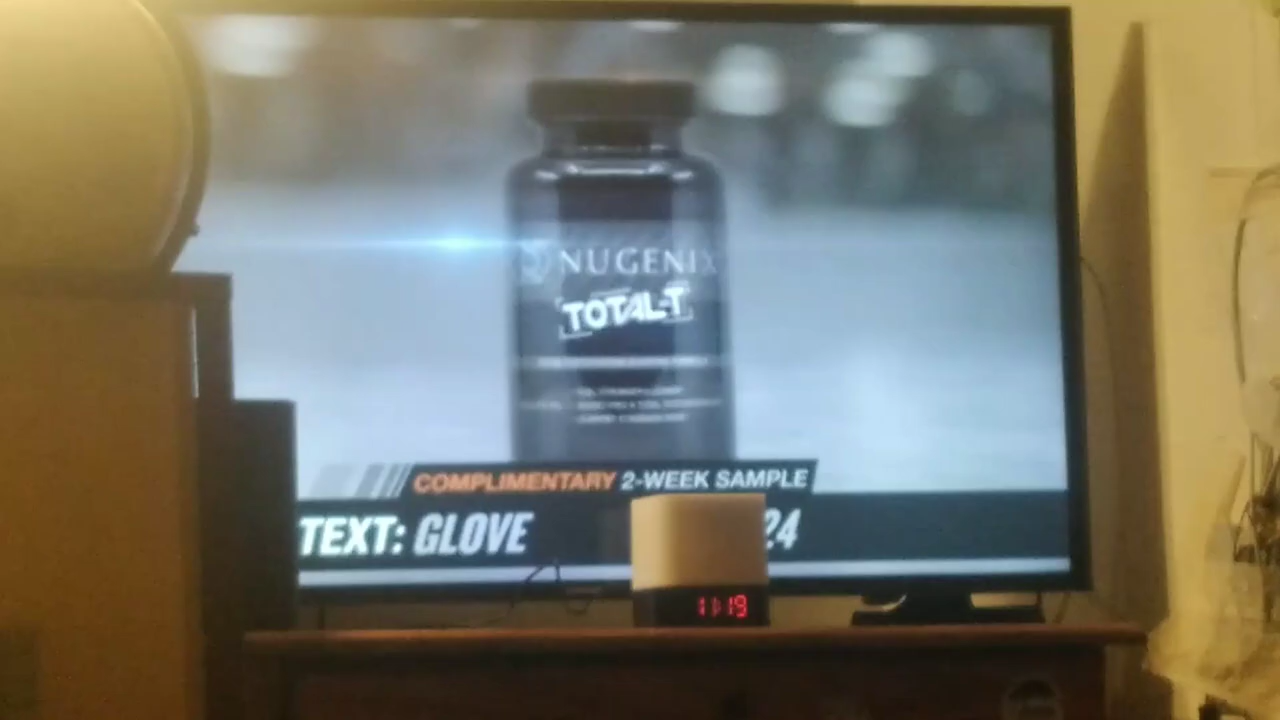 NUGENIX
TOTAL-T
COMPLIMENTARY 2-WEEK SAMPLE
TEXT: GLOVE 24
11:19